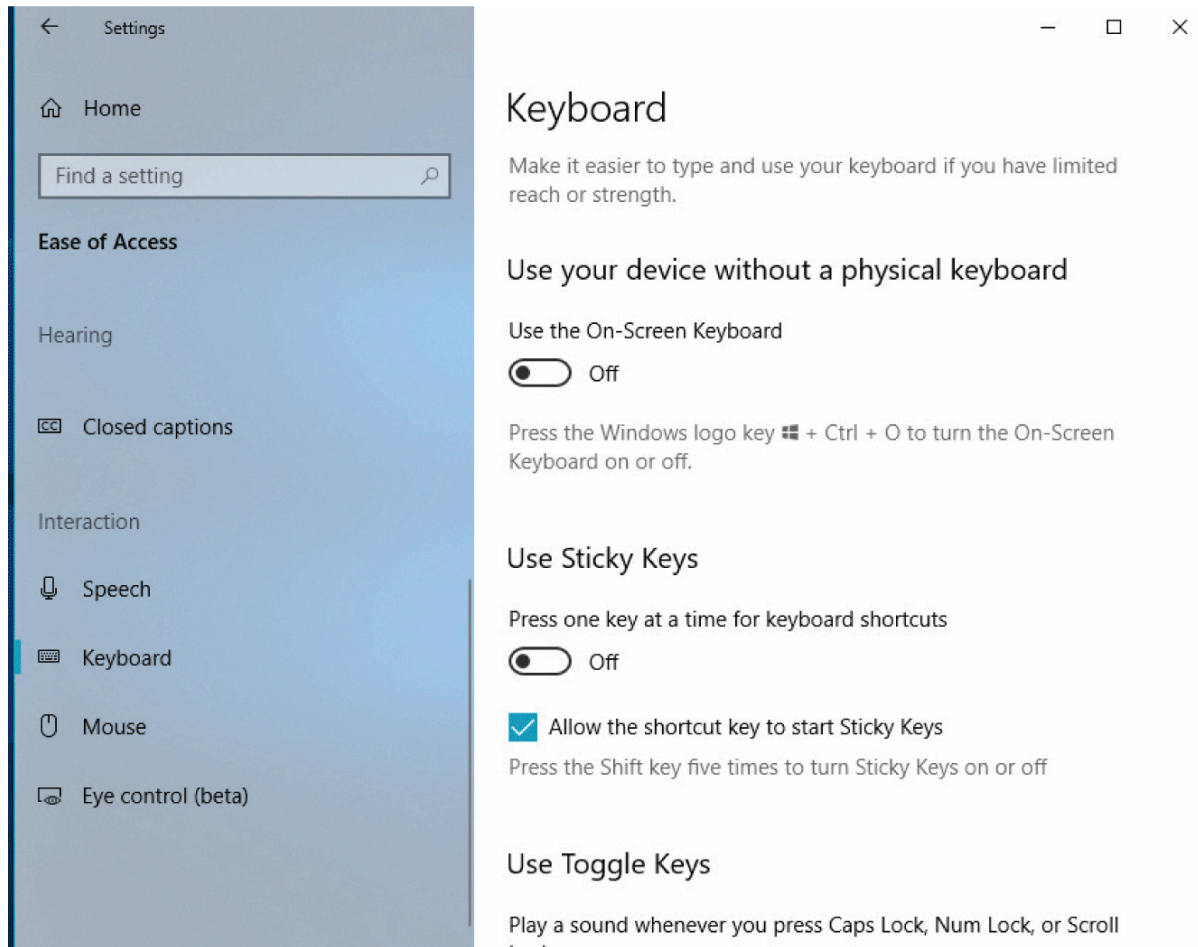 Settings
Home
Find a setting
Ease of Access
Hearing
Closed captions
Interaction
Speech
Keyboard
Mouse
Eye control (beta)
Keyboard
Make it easier to type and use your keyboard if you have limited
reach or strength.
Use your device without a physical keyboard
Use the On-Screen Keyboard
Off
Press the Windows logo key + Ctrl + O to turn the On-Screen
Keyboard on or off.
Use Sticky Keys
Press one key at a time for keyboard shortcuts
Off
Allow the shortcut key to start Sticky Keys
Press the Shift key five times to turn Sticky Keys on or off
Use Toggle Keys
Play a sound whenever you press Caps Lock, Num Lock, or Scroll